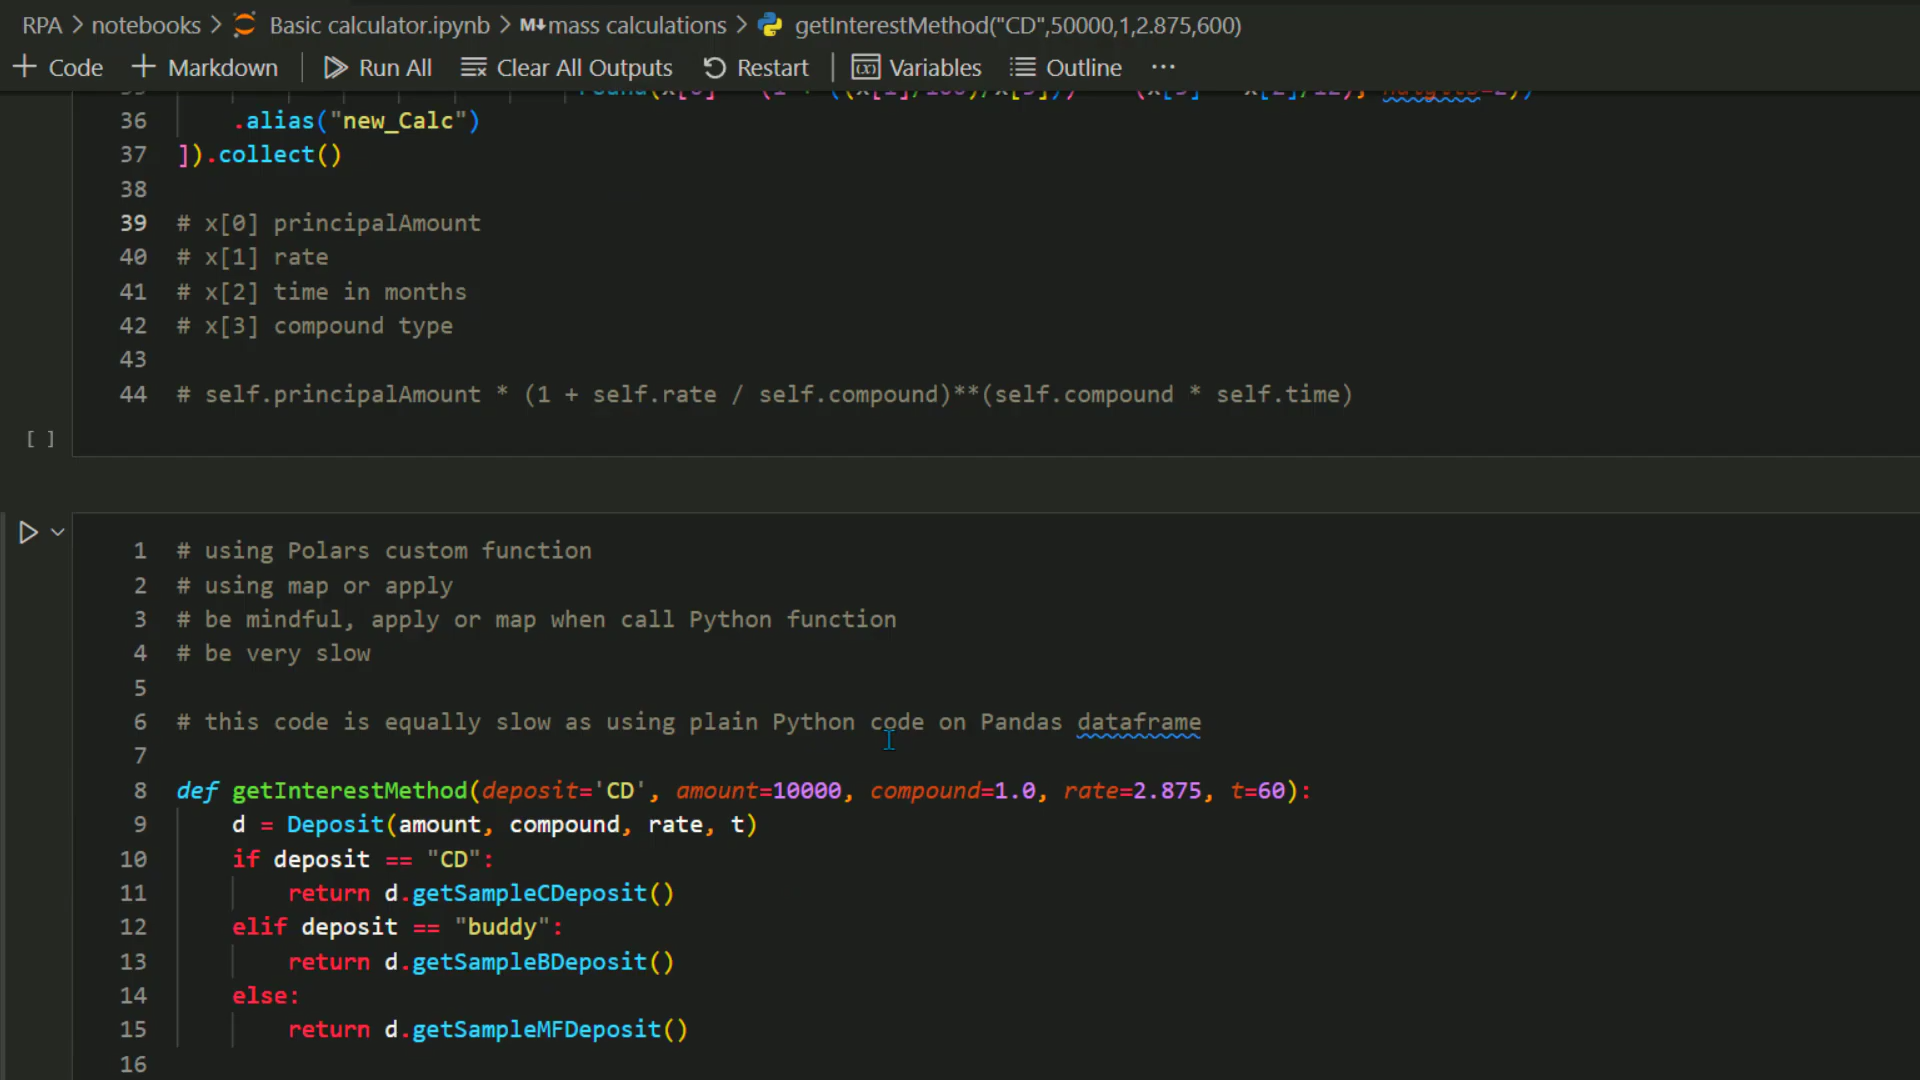 RPA > notebooks > Basic calculator.ipynb > M↓mass calculations > getInterestMethod("CD",50000,1,2.875,600)
+ Code + Markdown | Run All Clear All Outputs Restart | Variables Outline ...
36 .alias("new_Calc")
37 ]).collect()
38
39 # x[0] principalAmount
40 # x[1] rate
41 # x[2] time in months
42 # x[3] compound type
43
44 # self.principalAmount * (1 + self.rate / self.compound)**(self.compound * self.time)
[ ]
1 # using Polars custom function
2 # using map or apply
3 # be mindful, apply or map when call Python function
4 # be very slow
5
6 # this code is equally slow as using plain Python code on Pandas dataframe
7
8 def getInterestMethod(deposit='CD', amount=10000, compound=1.0, rate=2.875, t=60):
9 d = Deposit(amount, compound, rate, t)
10 if deposit == "CD":
11 return d.getSampleCDeposit()
12 elif deposit == "buddy":
13 return d.getSampleBDeposit()
14 else:
15 return d.getSampleMFDeposit()
16